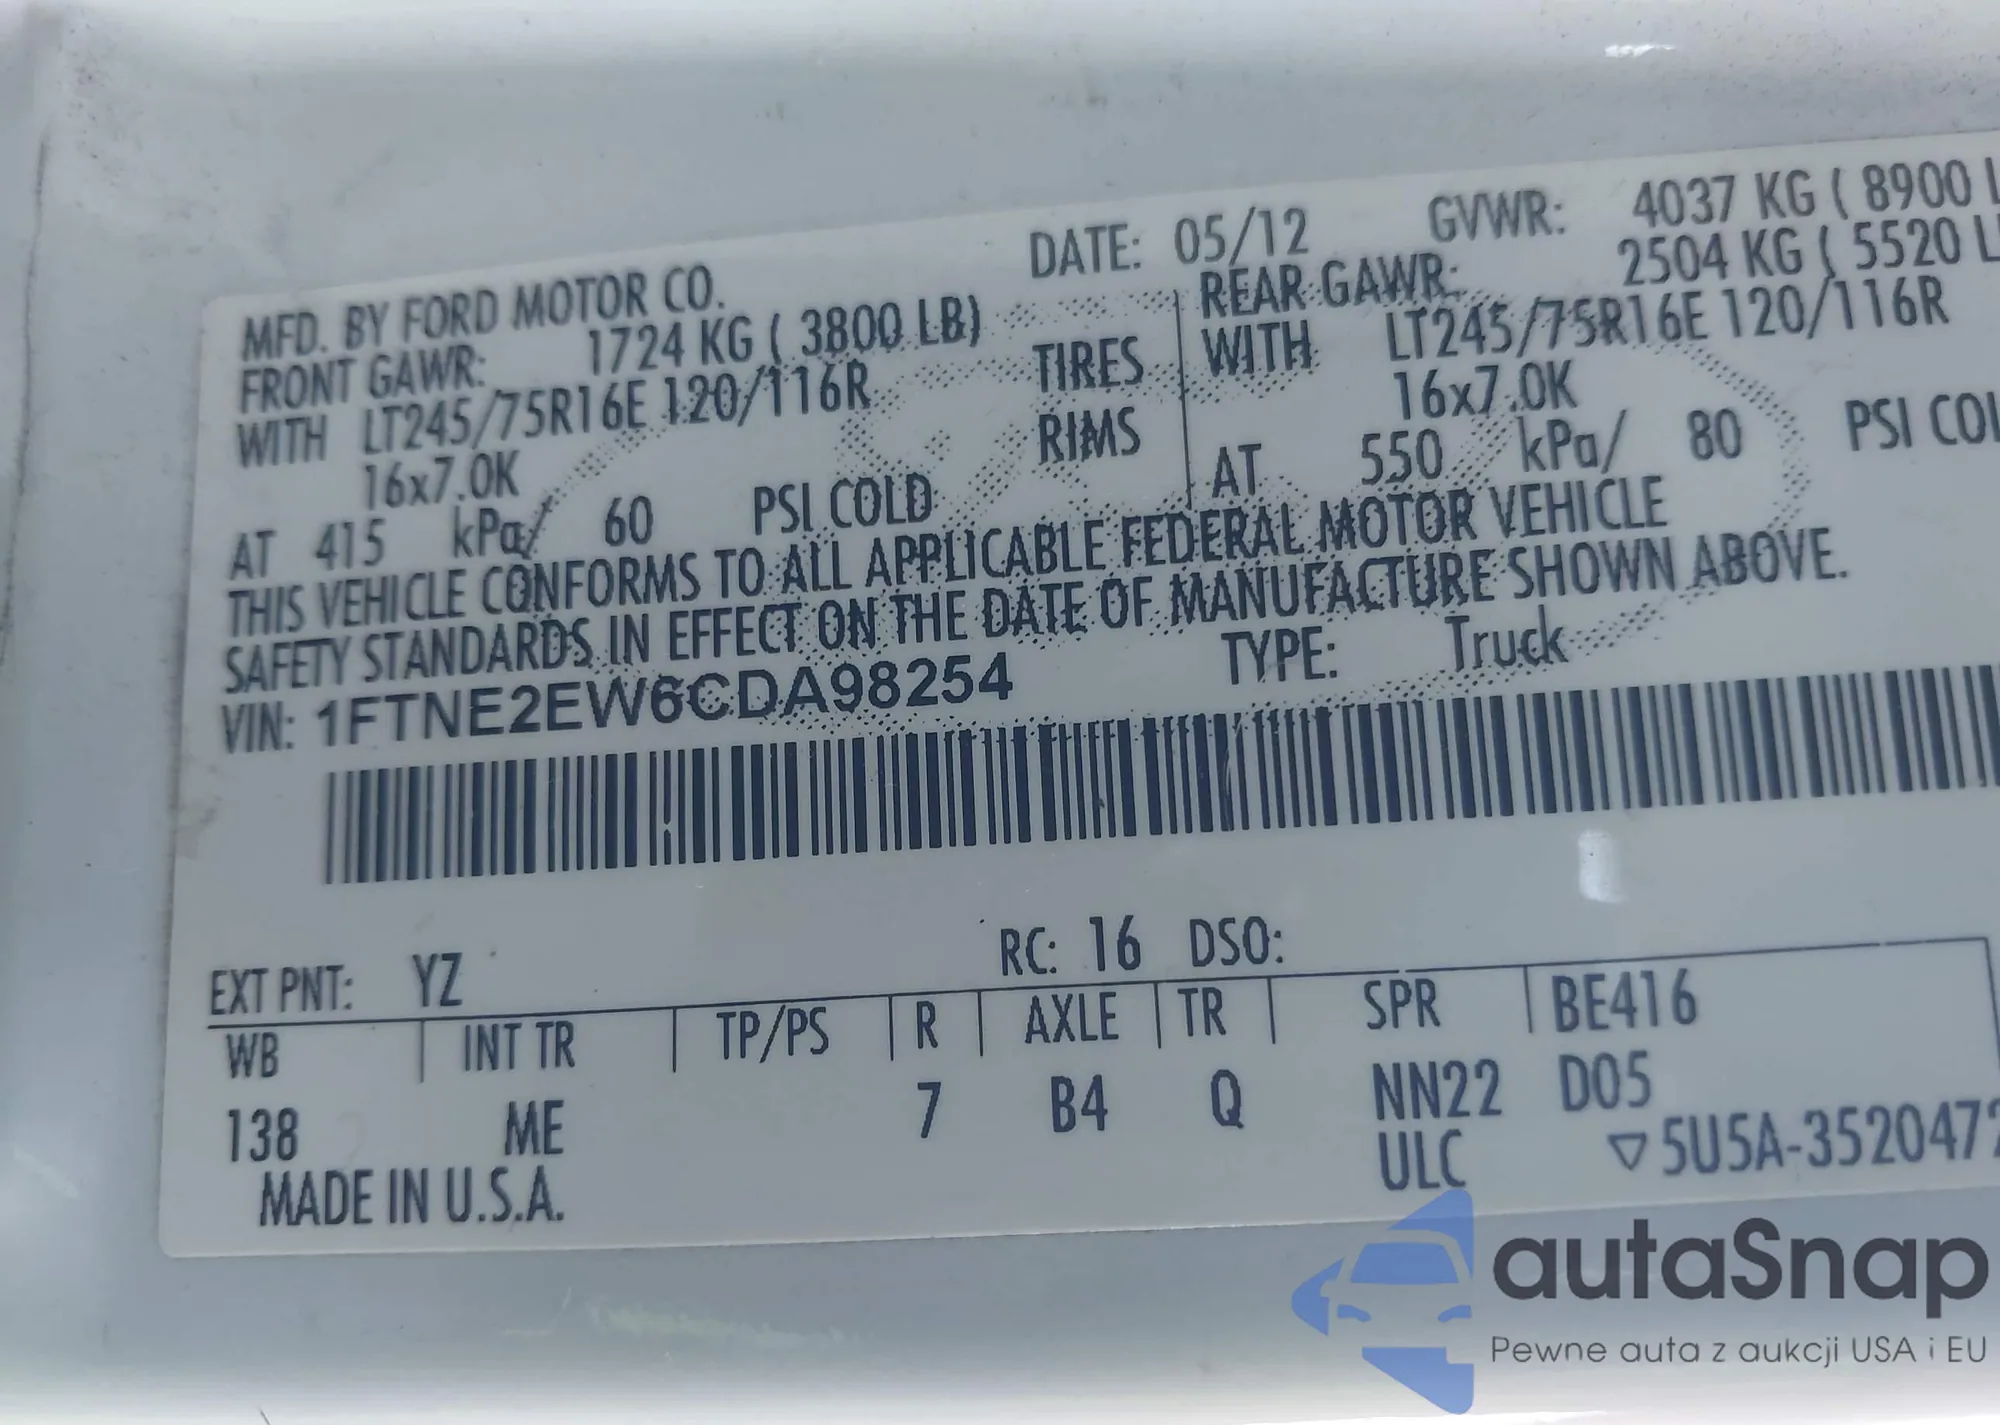 MFD. BY FORD MOTOR CO. DATE: 05/12 GVWR: 4037 KG ( 8900 L
FRONT GAWR: 1724 KG ( 3800 LB) REAR GAWR: 2504 KG ( 5520 L
WITH LT245/75R16E 120/116R TIRES WITH LT245/75R16E 120/116R
16x7.0K RIMS 16x7.0K
AT 415 kPa/ 60 PSI COLD AT 550 kPa/ 80 PSI COL
THIS VEHICLE CONFORMS TO ALL APPLICABLE FEDERAL MOTOR VEHICLE
SAFETY STANDARDS IN EFFECT ON THE DATE OF MANUFACTURE SHOWN ABOVE.
VIN: 1FTNE2EW6CDA98254 TYPE: Truck
EXT PNT: YZ RC: 16 DSO:
WB INT TR TP/PS R AXLE TR SPR BE416
138 ME 7 B4 Q NN22 D05
ULC ▽5U5A-3520472
MADE IN U.S.A.
autaSnap
Pewne auta z aukcji USA i EU